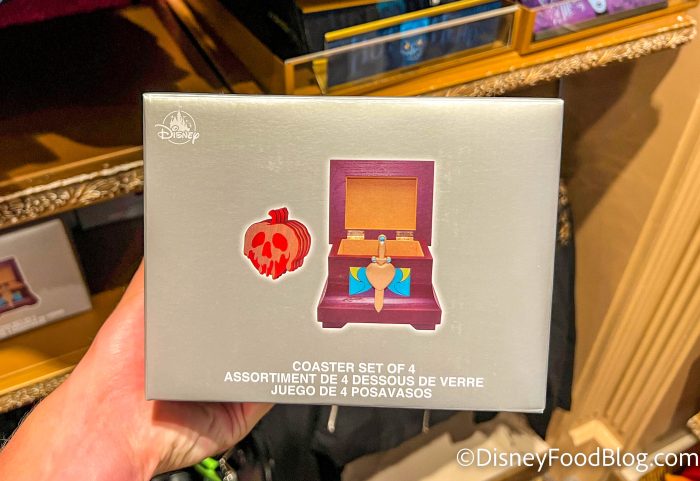 Disney
COASTER SET OF 4
ASSORTIMENT DE 4 DESSOUS DE VERRE
JUEGO DE 4 POSAVASOS
©DisneyFoodBlog.com